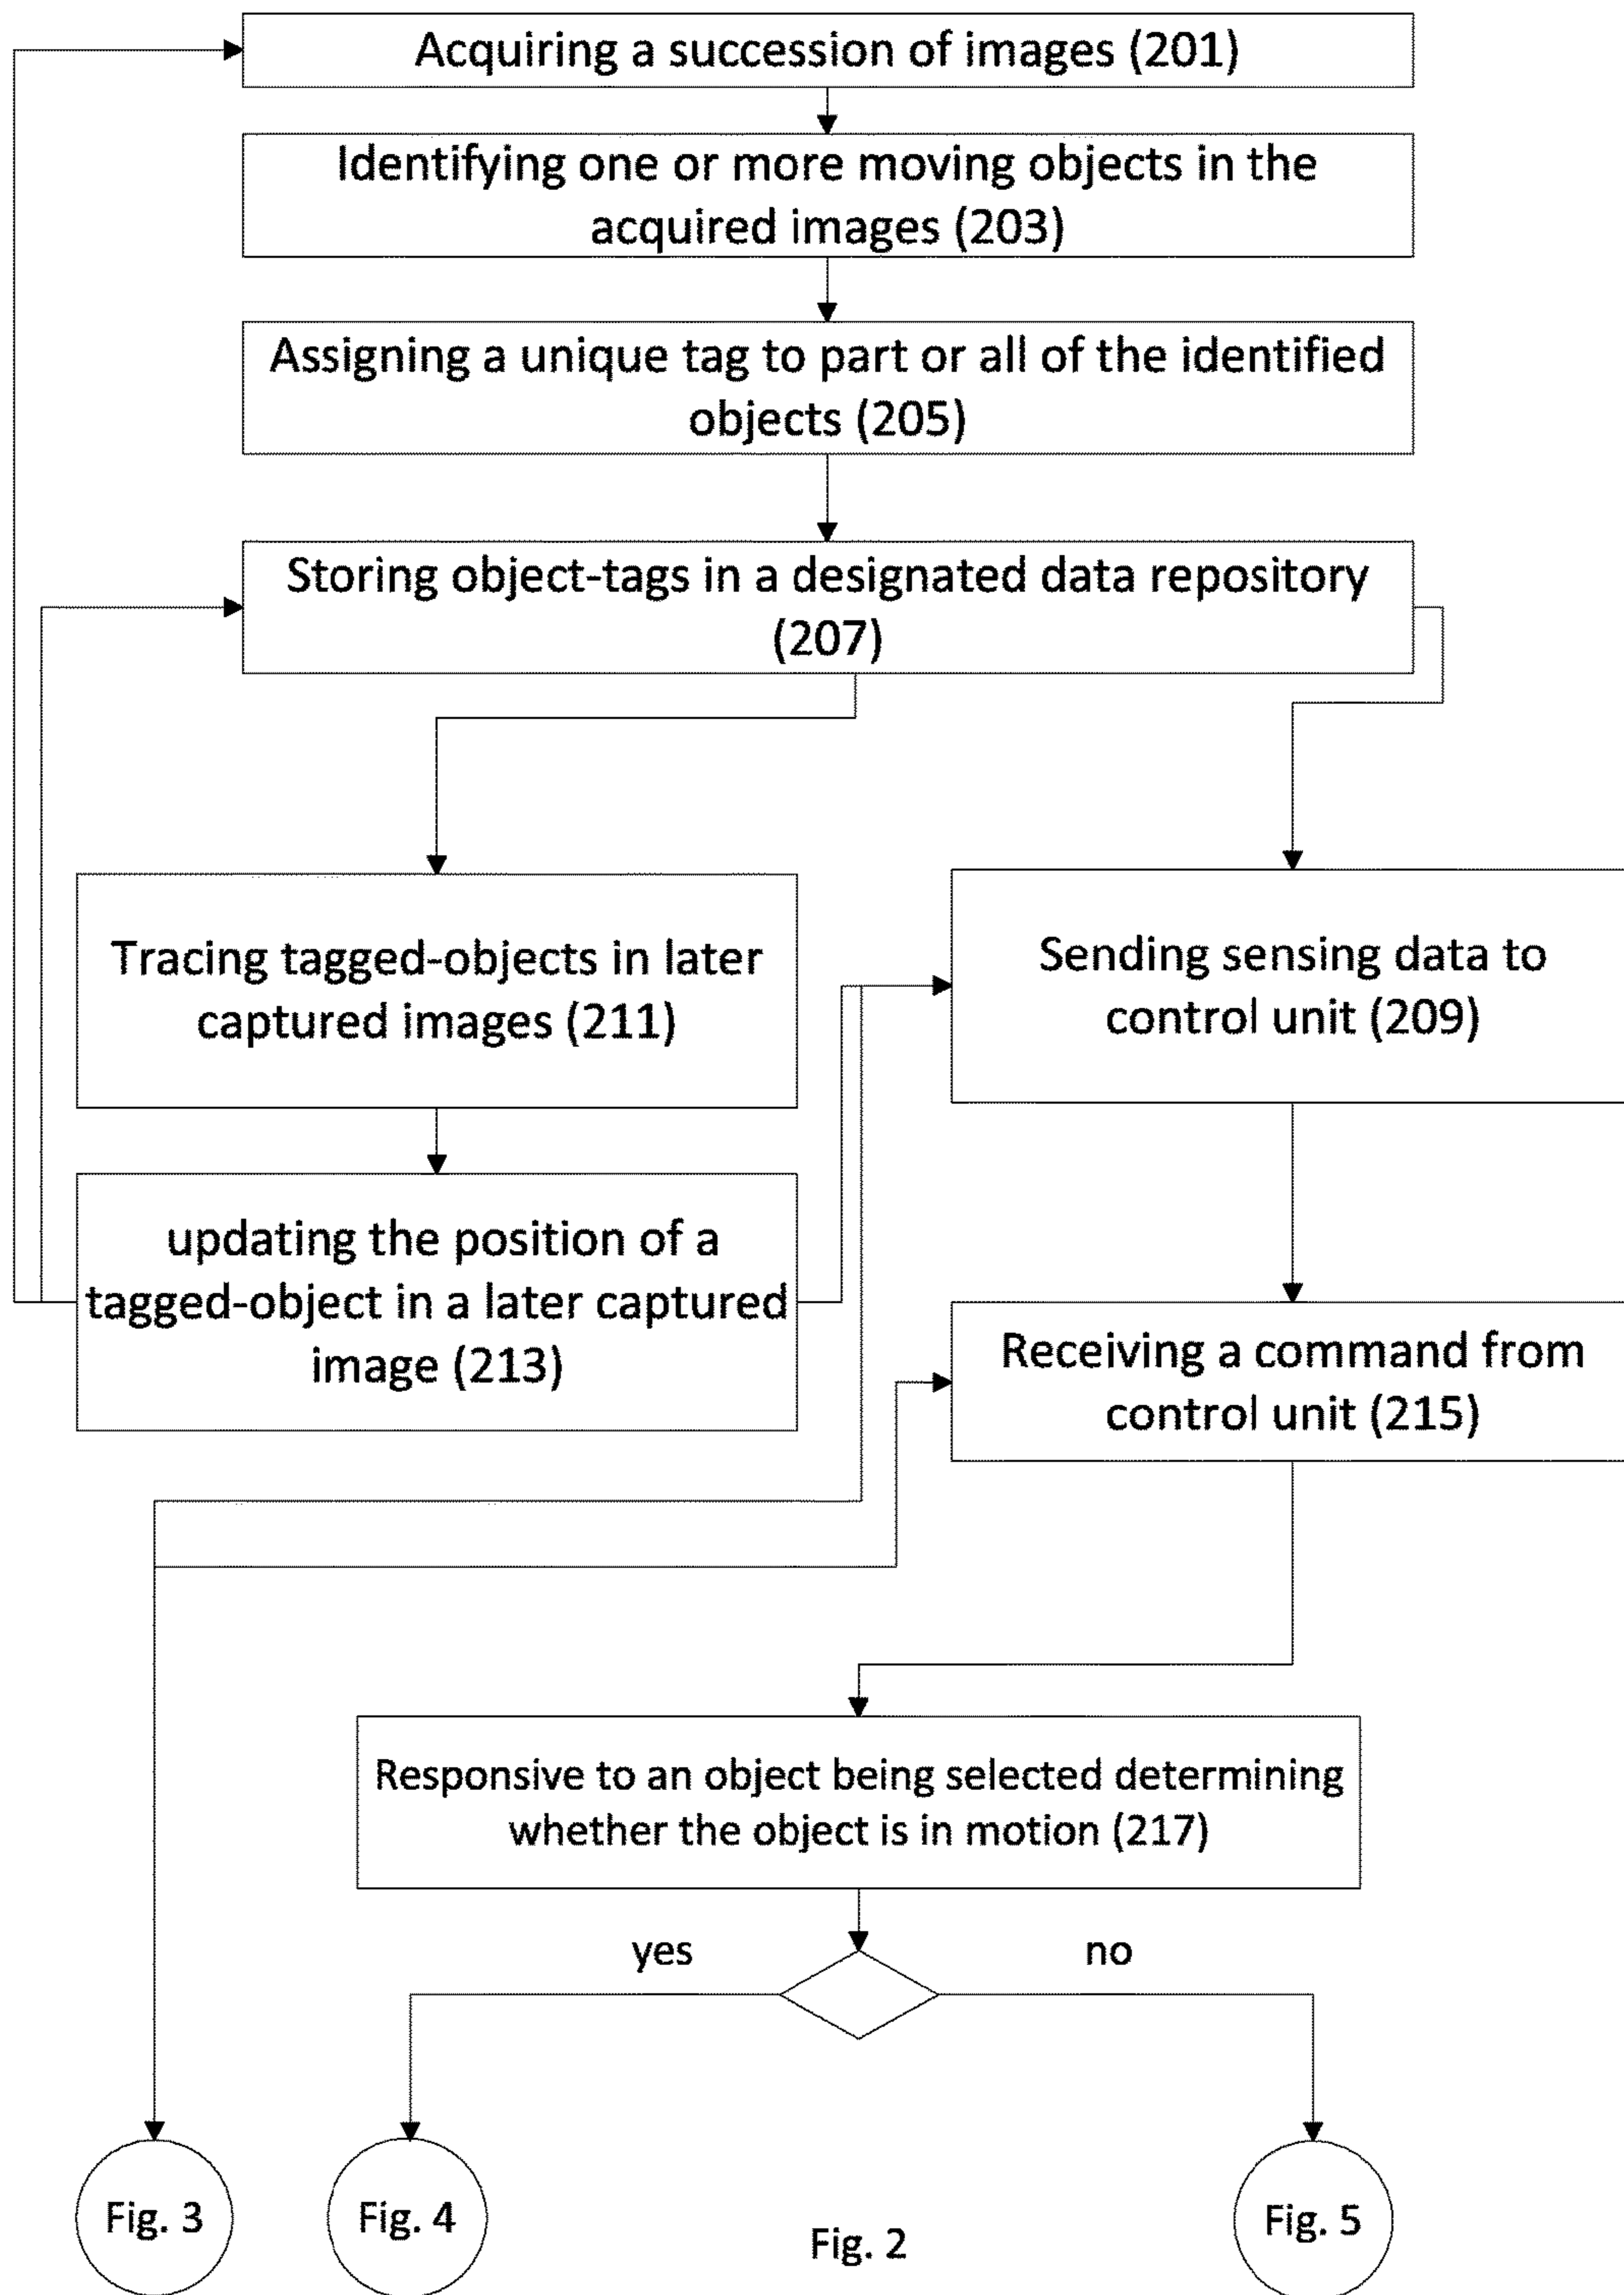 Acquiring a succession of images (201)
Identifying one or more moving objects in the
acquired images (203)
Assigning a unique tag to part or all of the identified
objects (205)
Storing object-tags in a designated data repository
(207)
Tracing tagged-objects in later
captured images (211)
Sending sensing data to
control unit (209)
updating the position of a
tagged-object in a later captured
image (213)
Receiving a command from
control unit (215)
Responsive to an object being selected determining
whether the object is in motion (217)
yes
no
Fig. 3
Fig. 4
Fig. 5
Fig. 2